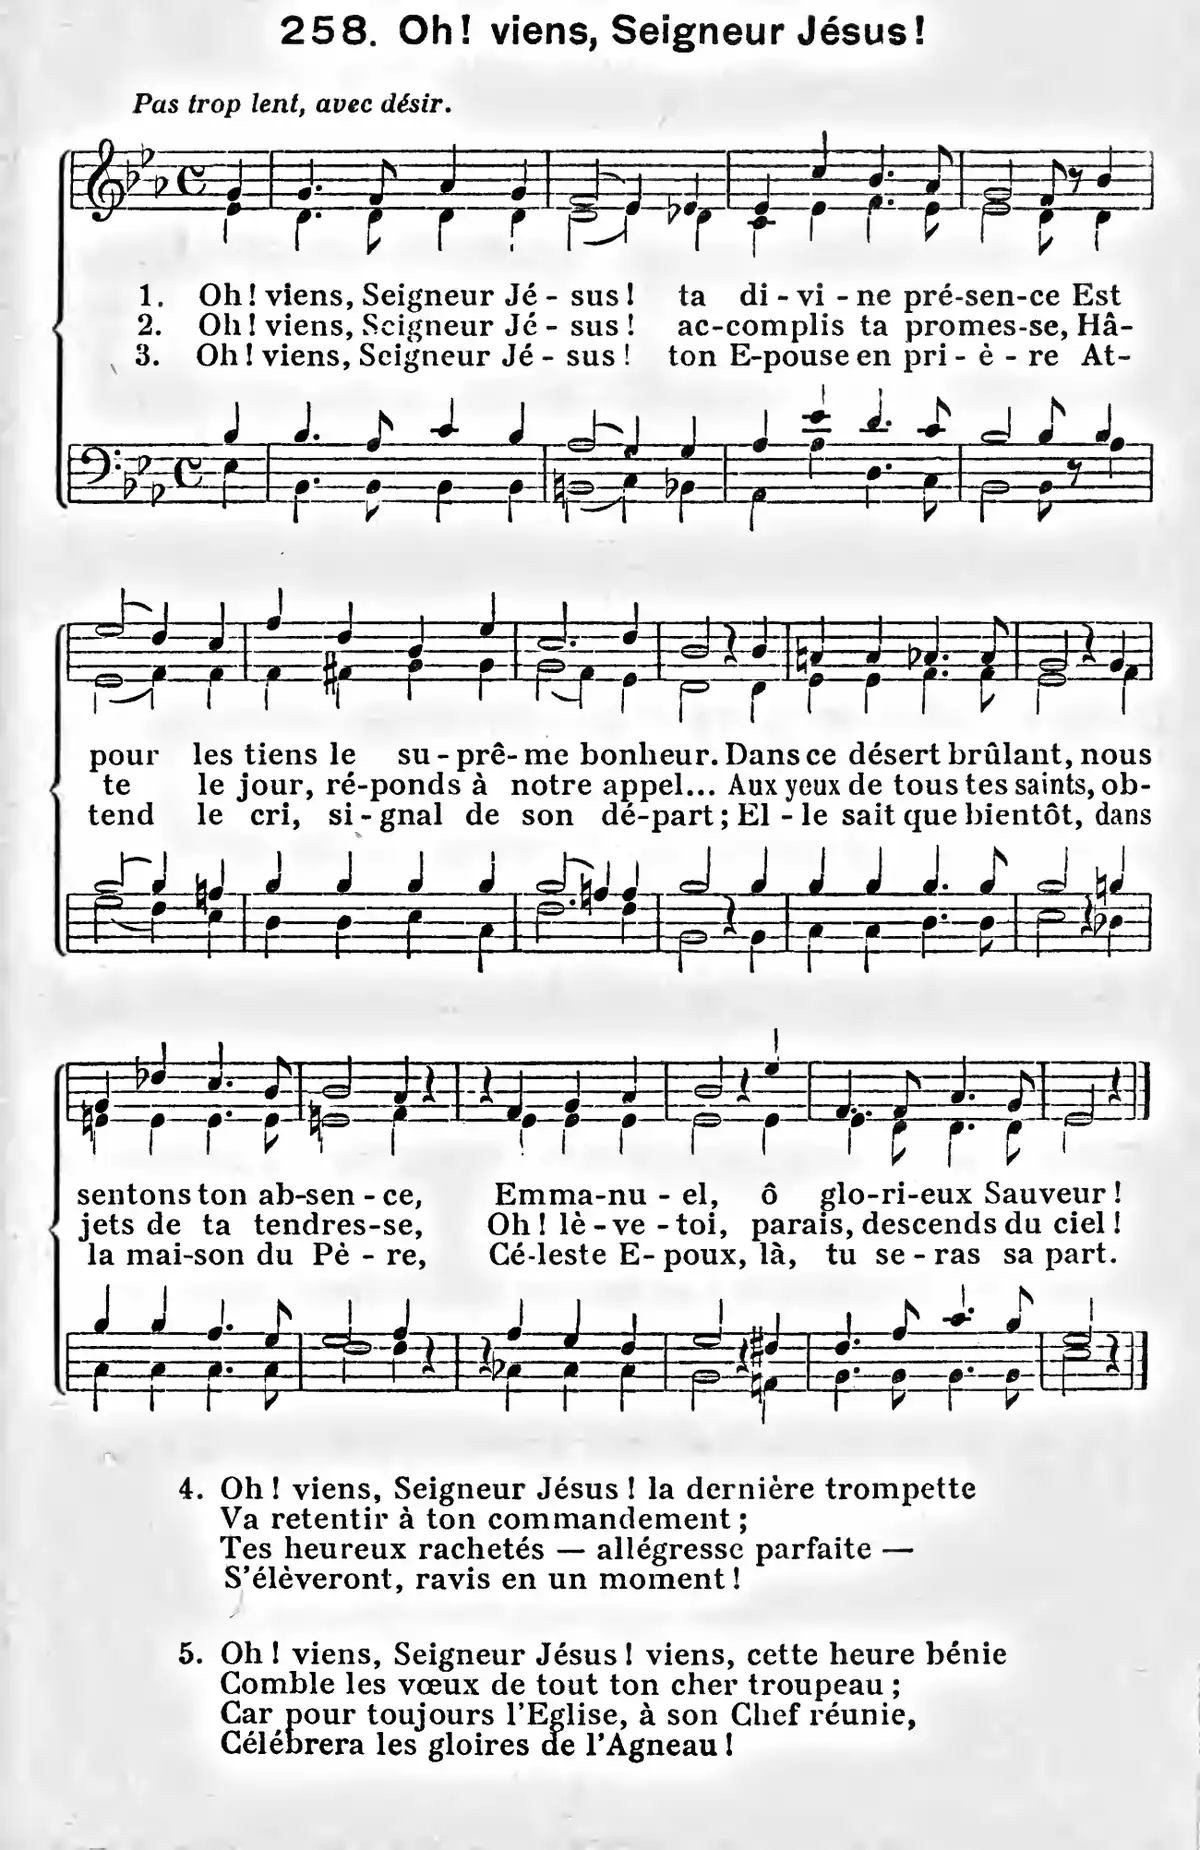 258. Oh! viens, Seigneur Jésus!
Pas trop lent, avec désir.
1. Oh! viens, Seigneur Jé - sus! ta di - vi - ne pré-sen-ce Est
2. Oh! viens, Seigneur Jé - sus! ac-complis ta promes-se, Hâ-
3. Oh! viens, Seigneur Jé - sus! ton E-pouse en pri - è - re At-
pour les tiens le su - prê- me bonheur. Dans ce désert brûlant, nous
te le jour, ré-ponds à notre appel... Aux yeux de tous tes saints, ob-
tend le cri, si - gnal de son dé-part; El - le sait que bientôt, dans
sentons ton ab-sen - ce, Emma-nu - el, ô glo-ri-eux Sauveur!
jets de ta tendres-se, Oh! lè - ve - toi, parais, descends du ciel!
la mai-son du Pè - re, Cé-leste E- poux, là, tu se - ras sa part.
4. Oh! viens, Seigneur Jésus! la dernière trompette
Va retentir à ton commandement;
Tes heureux rachetés — allégresse parfaite —
S'élèveront, ravis en un moment!
5. Oh! viens, Seigneur Jésus! viens, cette heure bénie
Comble les vœux de tout ton cher troupeau;
Car pour toujours l'Eglise, à son Chef réunie,
Célébrera les gloires de l'Agneau!